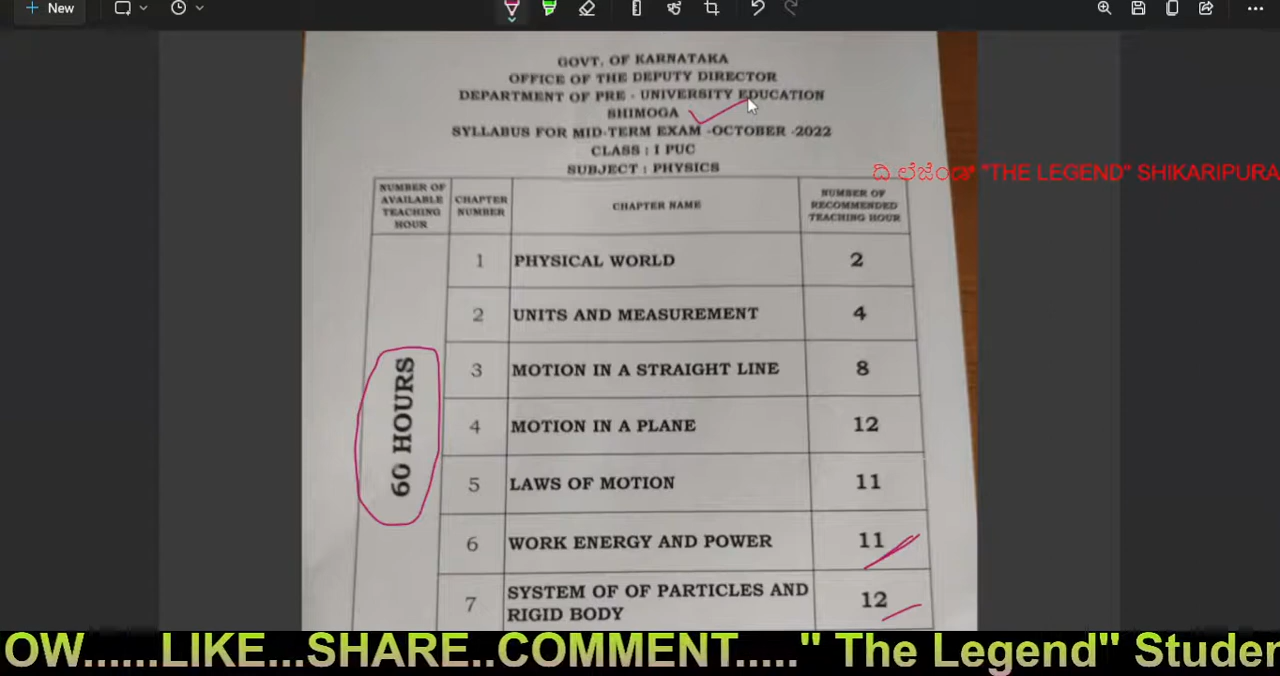 New
GOVT. OF KARNATAKA
OFFICE OF THE DEPUTY DIRECTOR
DEPARTMENT OF PRE - UNIVERSITY EDUCATION
SHIMOGA
SYLLABUS FOR MID-TERM EXAM -OCTOBER -2022
CLASS : I PUC
SUBJECT : PHYSICS
ದಿ ಲೆಜೆಂಡ್ "THE LEGEND" SHIKARIPURA
NUMBER OF AVAILABLE TEACHING HOUR CHAPTER NUMBER CHAPTER NAME NUMBER OF RECOMMENDED TEACHING HOUR
60 HOURS
1 PHYSICAL WORLD 2
2 UNITS AND MEASUREMENT 4
3 MOTION IN A STRAIGHT LINE 8
4 MOTION IN A PLANE 12
5 LAWS OF MOTION 11
6 WORK ENERGY AND POWER 11
7 SYSTEM OF OF PARTICLES AND RIGID BODY 12
OW......LIKE...SHARE..COMMENT....." The Legend" Studer